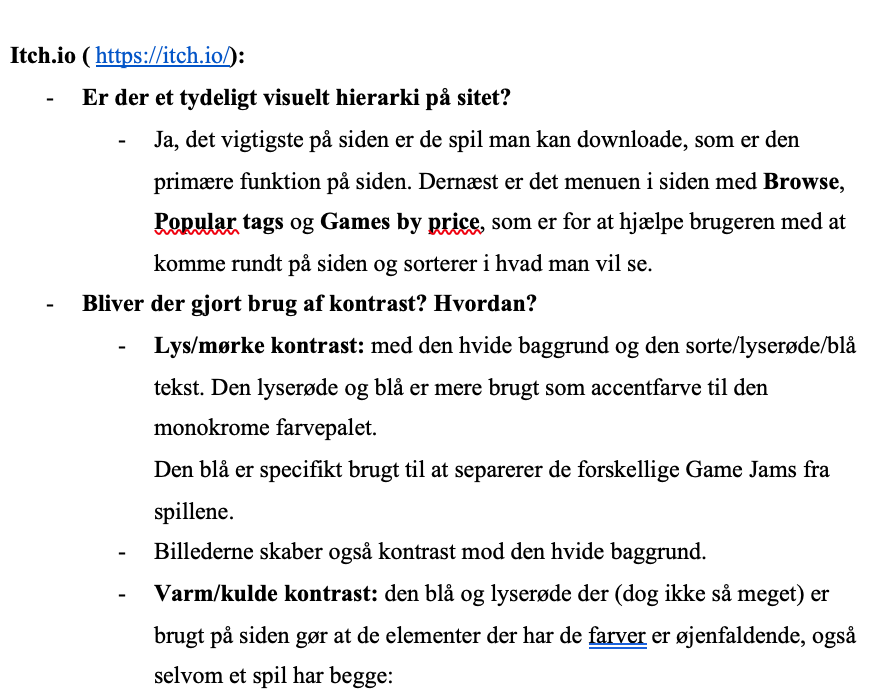 Itch.io ( https://itch.io/):
- Er der et tydeligt visuelt hierarki på sitet?
- Ja, det vigtigste på siden er de spil man kan downloade, som er den
primære funktion på siden. Dernæst er det menuen i siden med Browse,
Popular tags og Games by price, som er for at hjælpe brugeren med at
komme rundt på siden og sorterer i hvad man vil se.
- Bliver der gjort brug af kontrast? Hvordan?
- Lys/mørke kontrast: med den hvide baggrund og den sorte/lyserøde/blå
tekst. Den lyserøde og blå er mere brugt som accentfarve til den
monokrome farvepalet.
Den blå er specifikt brugt til at separerer de forskellige Game Jams fra
spillene.
- Billederne skaber også kontrast mod den hvide baggrund.
- Varm/kulde kontrast: den blå og lyserøde der (dog ikke så meget) er
brugt på siden gør at de elementer der har de farver er øjenfaldende, også
selvom et spil har begge: